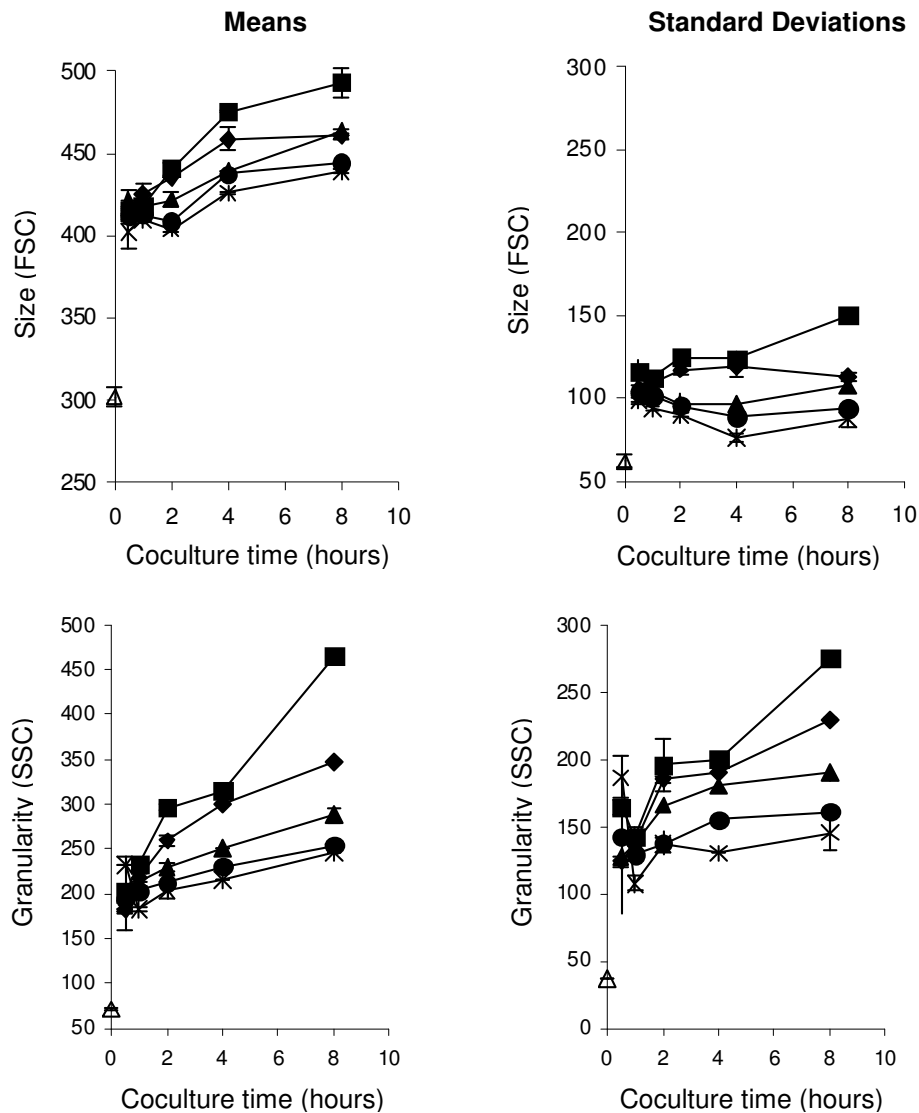 Means
Standard Deviations
500
450
400
350
300
250
0 2 4 6 8 10
Size (FSC)
Coculture time (hours)
300
250
200
150
100
50
0 2 4 6 8 10
Size (FSC)
Coculture time (hours)
500
450
400
350
300
250
200
150
100
50
0 2 4 6 8 10
Granularity (SSC)
Coculture time (hours)
300
250
200
150
100
50
0
0 2 4 6 8 10
Granularity (SSC)
Coculture time (hours)